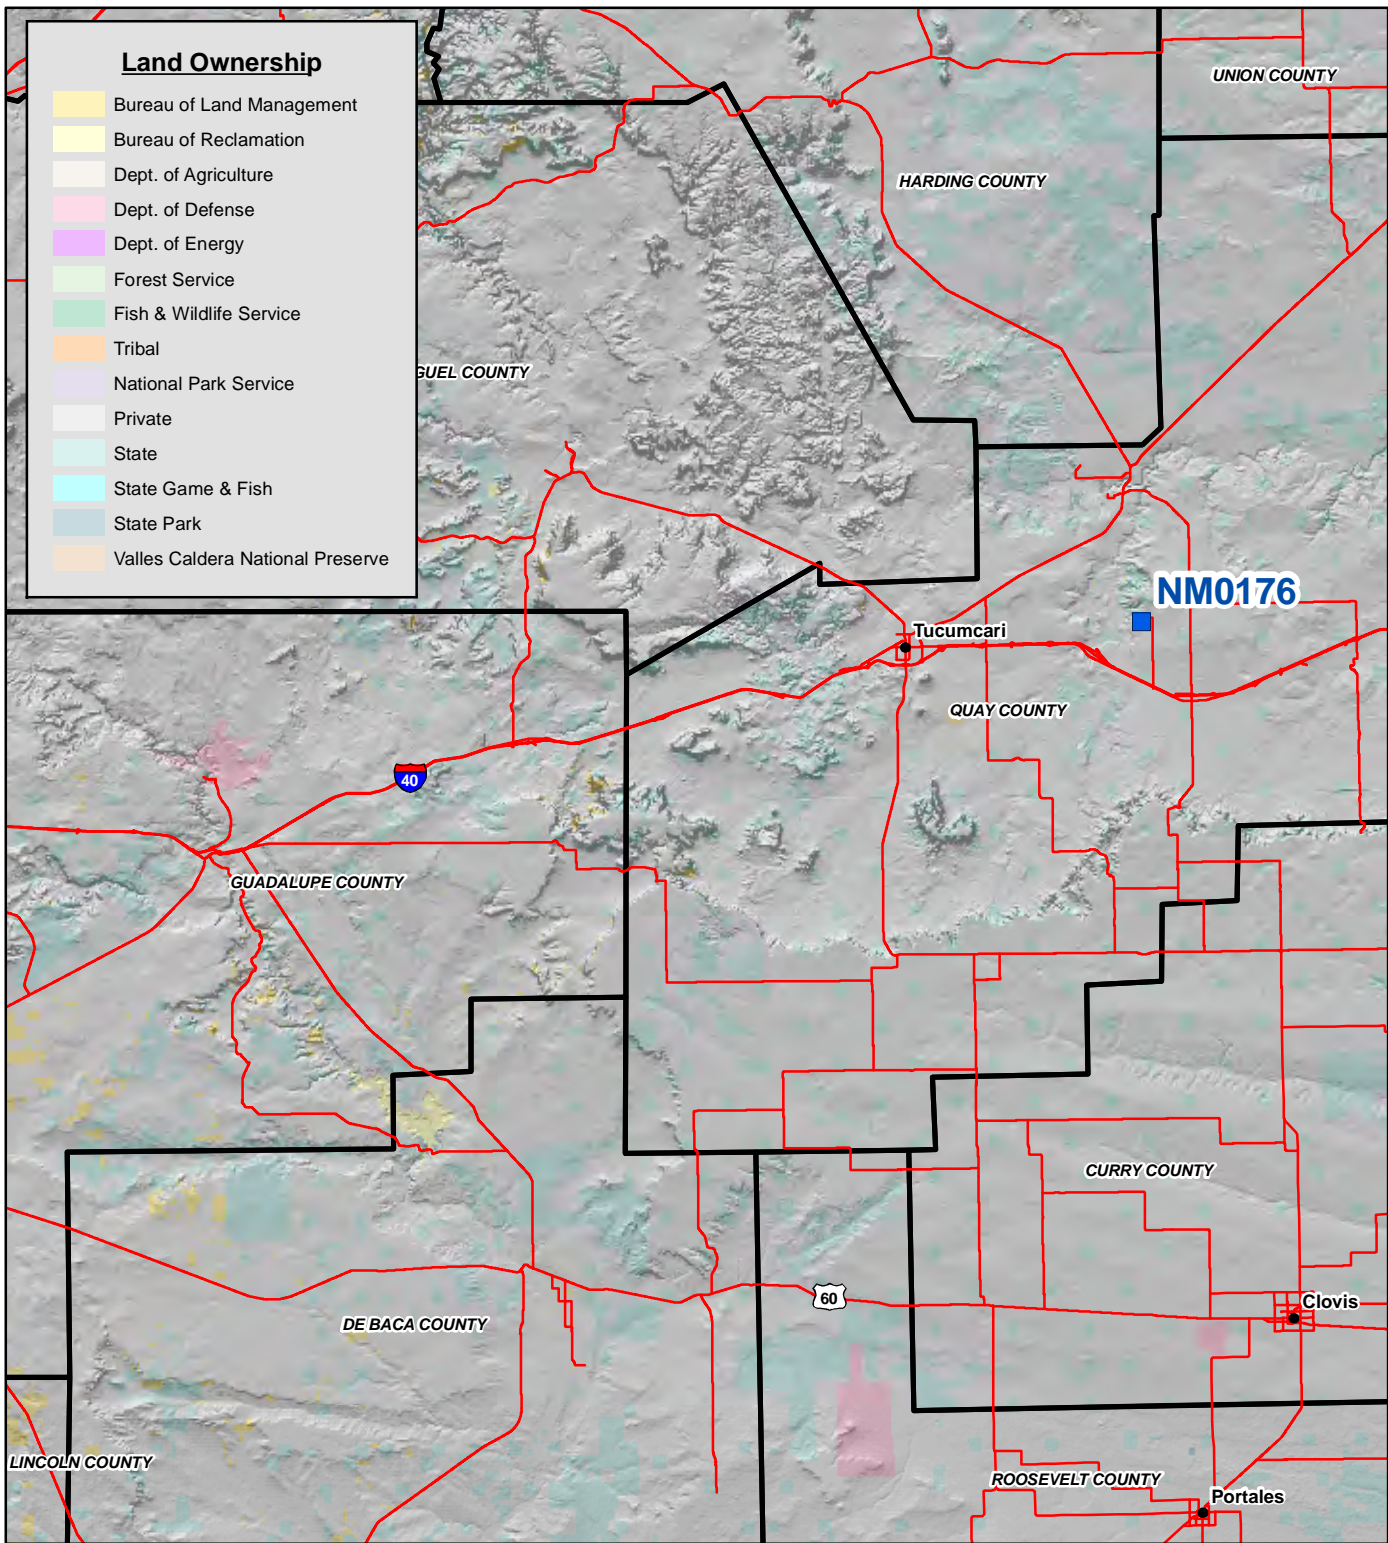 Land Ownership
Bureau of Land Management
Bureau of Reclamation
Dept. of Agriculture
Dept. of Defense
Dept. of Energy
Forest Service
Fish & Wildlife Service
Tribal
National Park Service
Private
State
State Game & Fish
State Park
Valles Caldera National Preserve
UNION COUNTY
HARDING COUNTY
GUEL COUNTY
NM0176
Tucumcari
QUAY COUNTY
40
GUADALUPE COUNTY
CURRY COUNTY
60
Clovis
DE BACA COUNTY
LINCOLN COUNTY
ROOSEVELT COUNTY
Portales